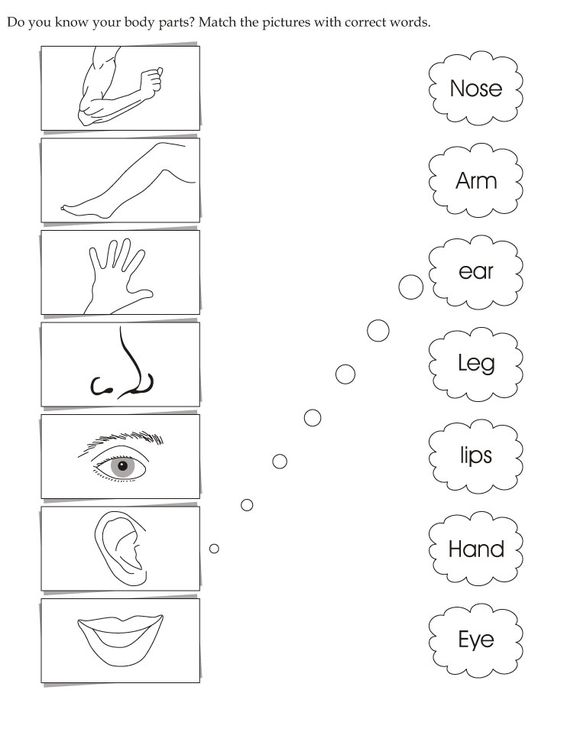 Do you know your body parts? Match the pictures with correct words.
Nose
Arm
ear
Leg
lips
Hand
Eye